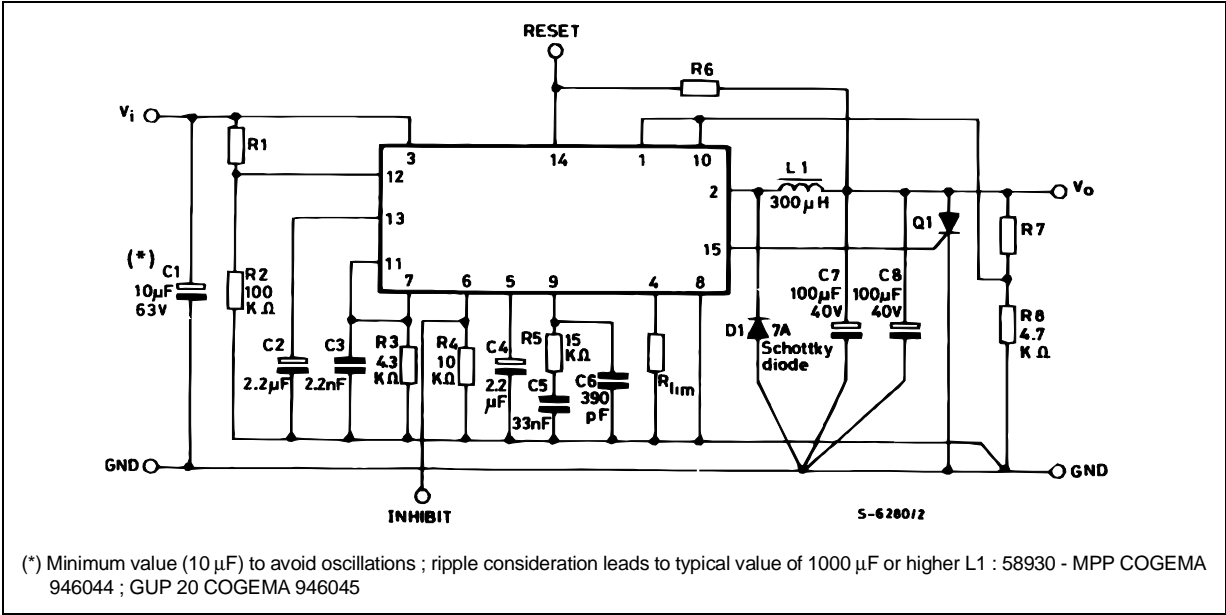 RESET
R6
Vi
R1
3
14
1
10
12
L1
2
300μH
Vo
13
Q1
R7
15
(*)
C1
10μF
63V
11
R2
100
KΩ
7
6
5
9
4
8
C7
100μF
40V
C8
100μF
40V
R8
4.7
KΩ
C2
2.2μF
C3
2.2nF
R3
4.3
KΩ
R4
10
KΩ
C4
2.2
μF
R5
15
KΩ
C5
33nF
C6
390
pF
Rlim
D1
7A
Schottky
diode
GND
GND
INHIBIT
S-6280/2
(*) Minimum value (10 μF) to avoid oscillations ; ripple consideration leads to typical value of 1000 μF or higher L1 : 58930 - MPP COGEMA
946044 ; GUP 20 COGEMA 946045